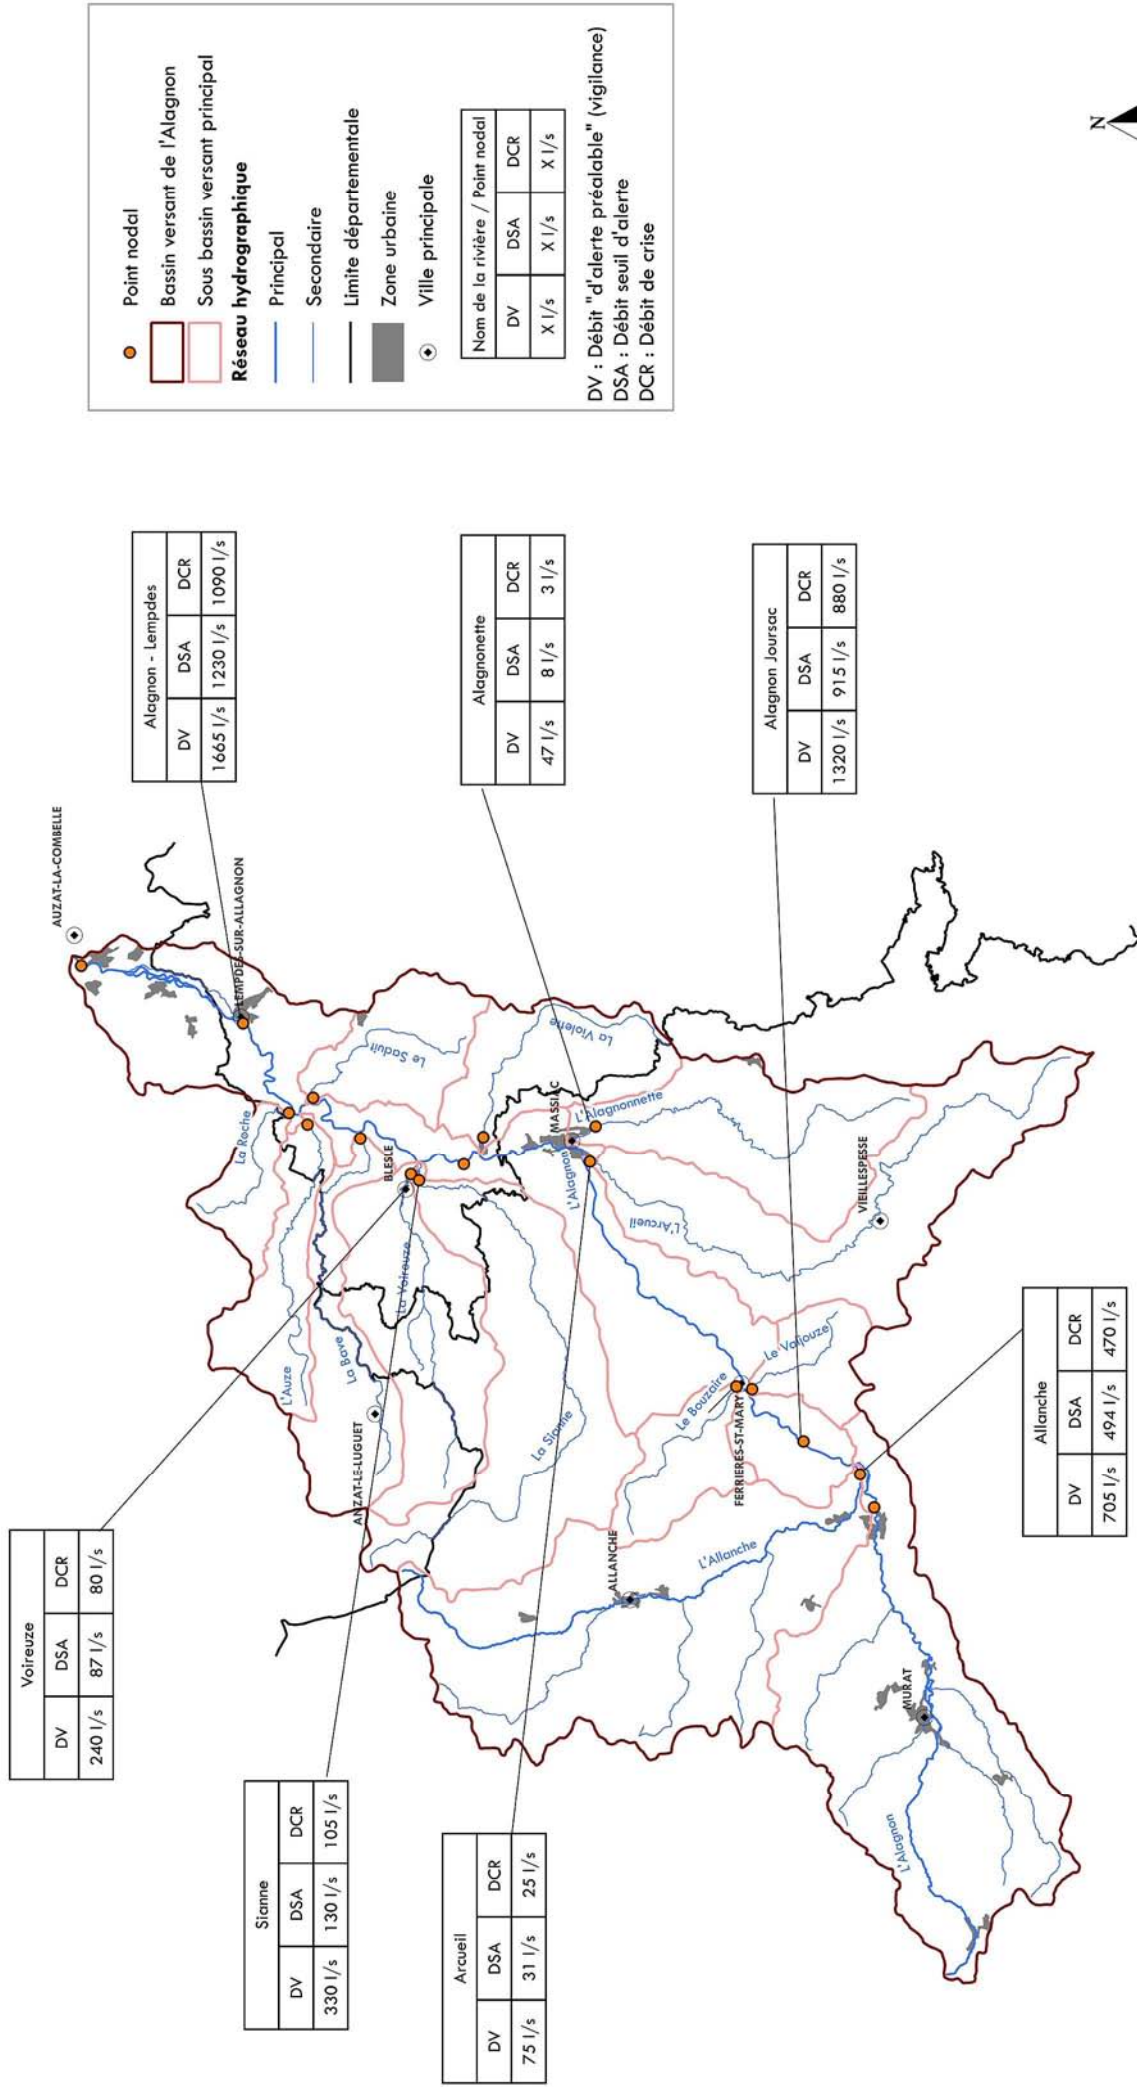 Voireuze
DV DSA DCR
240 l/s 87 l/s 80 l/s
Sianne
DV DSA DCR
330 l/s 130 l/s 105 l/s
Arcueil
DV DSA DCR
75 l/s 31 l/s 25 l/s
Alagnon - Lempdes
DV DSA DCR
1665 l/s 1230 l/s 1090 l/s
Alagnonette
DV DSA DCR
47 l/s 8 l/s 3 l/s
Alagnon Joursac
DV DSA DCR
1320 l/s 915 l/s 880 l/s
Allanche
DV DSA DCR
705 l/s 494 l/s 470 l/s
AUZAT-LA-COMBELLE
LEMPDES-SUR-ALLAGNON
La Roche
Le Saduit
L'Auze
La Bave
BLESLE
La Voireuze
La Violette
ANZAT-LE-LUGUET
La Sianne
MASSIAC
L'Alagnon
L'Alagnonnette
L'Arcueil
VIEILLESPESSE
ALLANCHE
L'Allanche
Le Bouzaire
FERRIERES-ST-MARY
Le Valjouze
MURAT
L'Alagnon
Point nodal
Bassin versant de l'Alagnon
Sous bassin versant principal
Réseau hydrographique
Principal
Secondaire
Limite départementale
Zone urbaine
Ville principale
Nom de la rivière / Point nodal
DV DSA DCR
X l/s X l/s X l/s
DV : Débit "d'alerte préalable" (vigilance)
DSA : Débit seuil d'alerte
DCR : Débit de crise
N